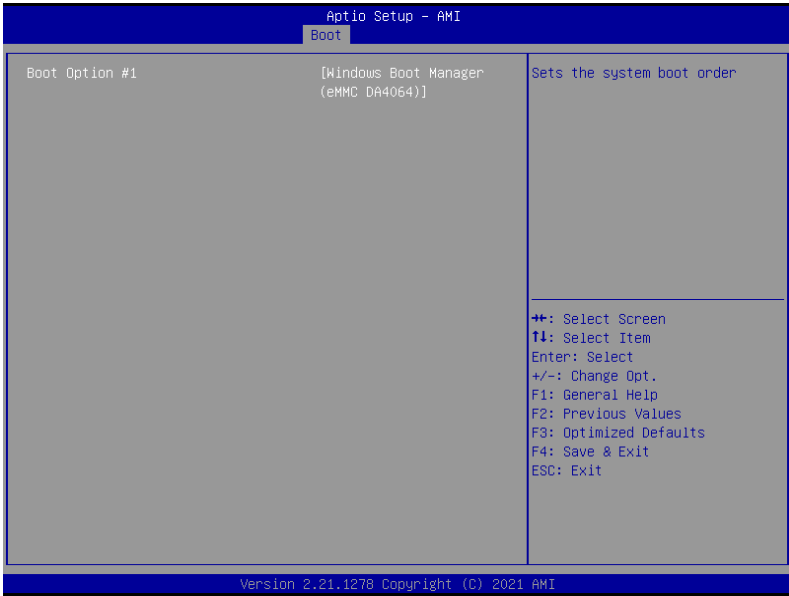 Aptio Setup – AMI
Boot
Boot Option #1 [Windows Boot Manager
(eMMC DA4064)]
Sets the system boot order
→←: Select Screen
↑↓: Select Item
Enter: Select
+/-: Change Opt.
F1: General Help
F2: Previous Values
F3: Optimized Defaults
F4: Save & Exit
ESC: Exit
Version 2.21.1278 Copyright (C) 2021 AMI